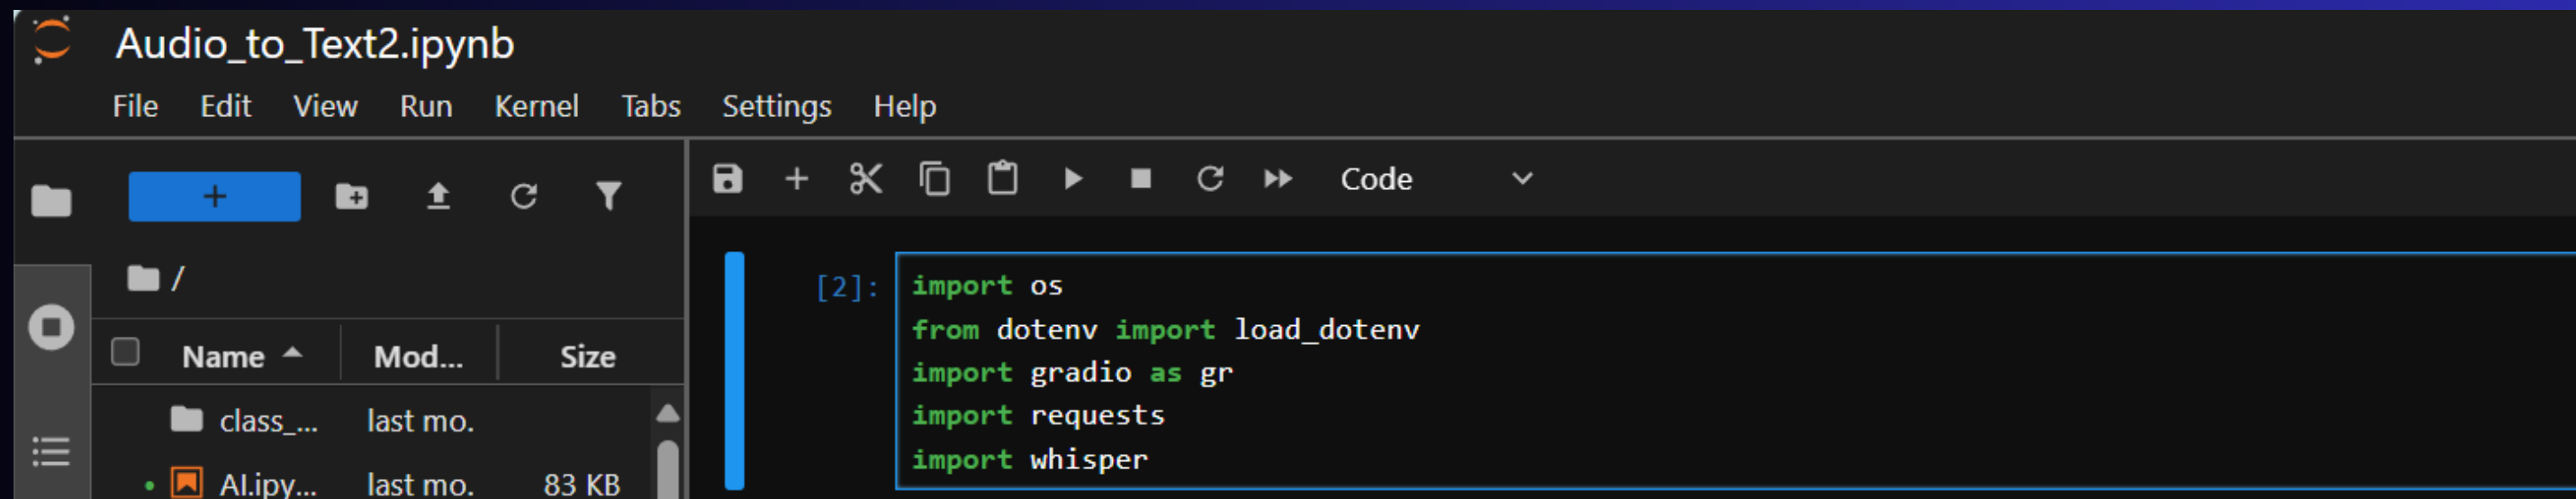 Audio_to_Text2.ipynb
File Edit View Run Kernel Tabs Settings Help
+
Code
/
Name Mod... Size
class_... last mo.
AI.ipy... last mo. 83 KB
[2]:
import os
from dotenv import load_dotenv
import gradio as gr
import requests
import whisper